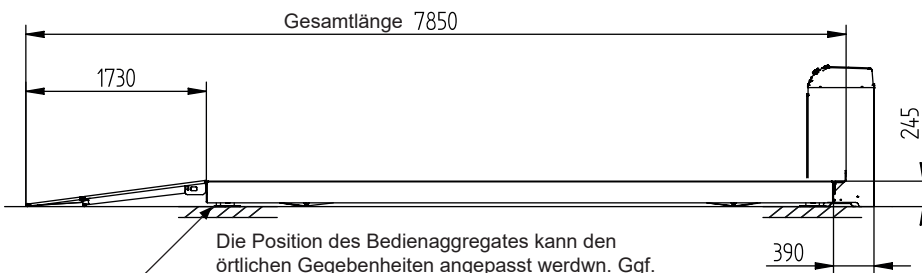 Gesamtlänge 7850
1730
245
Die Position des Bedienaggregates kann den
örtlichen Gegebenheiten angepasst werdwn. Ggf.
390